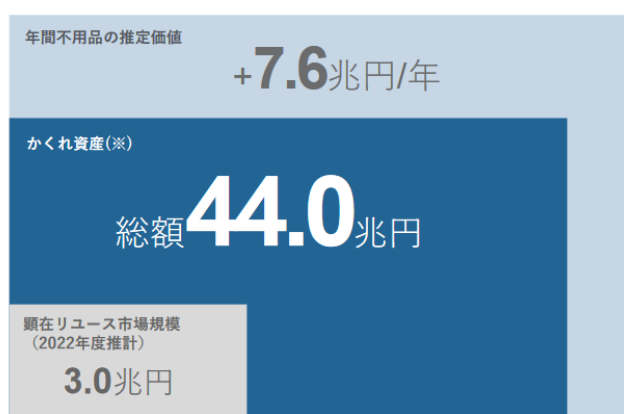 年間不用品の推定価値
+7.6兆円/年
かくれ資産(※)
総額44.0兆円
顕在リユース市場規模
（2022年度推計）
3.0兆円